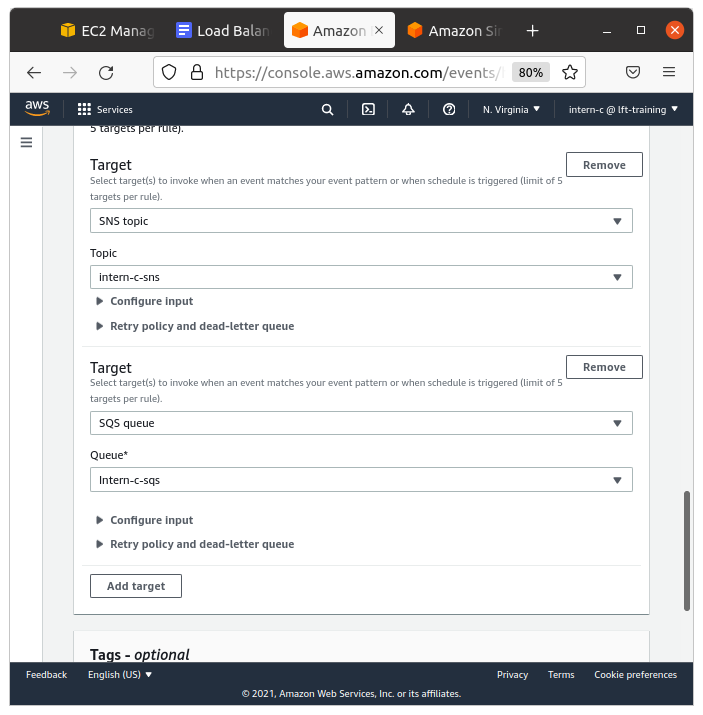 EC2 Manag
Load Balan
Amazon
Amazon Sir
https://console.aws.amazon.com/events/
80%
aws
Services
N. Virginia
intern-c @ lft-training
5 targets per rule).
Target
Remove
Select target(s) to invoke when an event matches your event pattern or when schedule is triggered (limit of 5
targets per rule).
SNS topic
Topic
intern-c-sns
Configure input
Retry policy and dead-letter queue
Target
Remove
Select target(s) to invoke when an event matches your event pattern or when schedule is triggered (limit of 5
targets per rule).
SQS queue
Queue*
Intern-c-sqs
Configure input
Retry policy and dead-letter queue
Add target
Tags - optional
Feedback
English (US)
Privacy
Terms
Cookie preferences
© 2021, Amazon Web Services, Inc. or its affiliates.